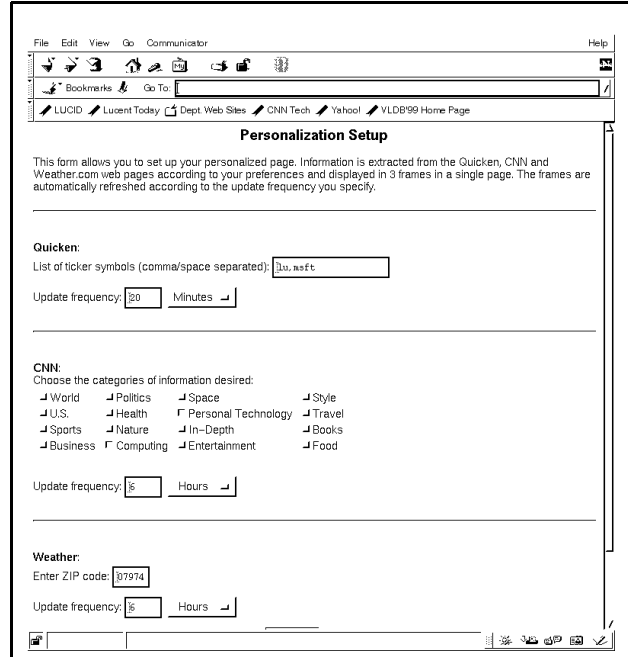 File Edit View Go Communicator Help
My
Bookmarks Go To:
LUCID Lucent Today Dept. Web Sites CNN Tech Yahoo! VLDB'99 Home Page
Personalization Setup
This form allows you to set up your personalized page. Information is extracted from the Quicken, CNN and
Weather.com web pages according to your preferences and displayed in 3 frames in a single page. The frames are
automatically refreshed according to the update frequency you specify.
Quicken:
List of ticker symbols (comma/space separated): lu,msft
Update frequency: 20 Minutes
CNN:
Choose the categories of information desired:
World Politics Space Style
U.S. Health Personal Technology Travel
Sports Nature In-Depth Books
Business Computing Entertainment Food
Update frequency: 6 Hours
Weather:
Enter ZIP code: 07974
Update frequency: 6 Hours